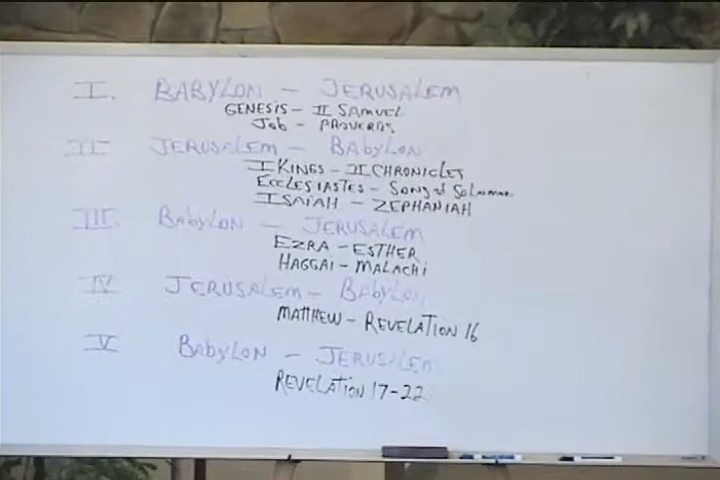 I. BABYLON - JERUSALEM
GENESIS - II SAMUEL
Job - PROVERBS
II JERUSALEM - BABYLON
I KINGS - II CHRONICLES
ECCLESIASTES - SONG of SOLOMON
ISAIAH - ZEPHANIAH
III. BAbyLON - JERUSALEM
EZRA - ESTHER
HAGGAI - MALACHI
IV JERUSALEM - BAbyLON
MATTHEW - REVELATION 16
V BAbyLON - JERUSALEM
REVELATION 17-22